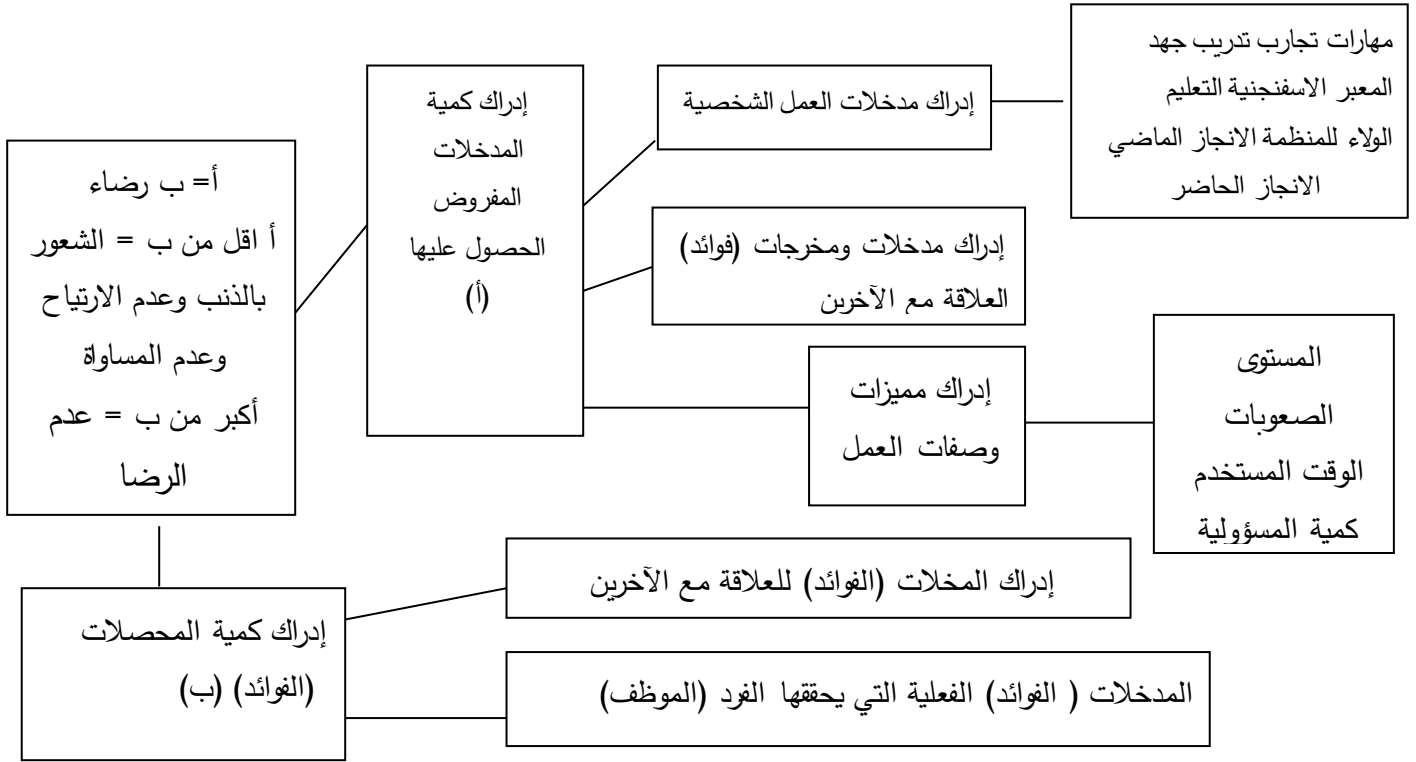 مهارات تجارب تدريب جهد
المعبر الاسفنجنية التعليم
الولاء للمنظمة الانجاز الماضي
الانجاز الحاضر
إدراك مدخلات العمل الشخصية
إدراك كمية
المدخلات
المفروض
الحصول عليها
(أ)
أ= ب رضاء
أ اقل من ب = الشعور
بالذنب وعدم الارتياح
وعدم المساواة
أكبر من ب = عدم
الرضا
إدراك مدخلات ومخرجات (فوائد)
العلاقة مع الآخرين
إدراك مميزات
وصفات العمل
المستوى
الصعوبات
الوقت المستخدم
كمية المسؤولية
إدراك المخلات (الفوائد) للعلاقة مع الآخرين
إدراك كمية المحصلات
(الفوائد) (ب)
المدخلات ( الفوائد) الفعلية التي يحققها الفرد (الموظف)